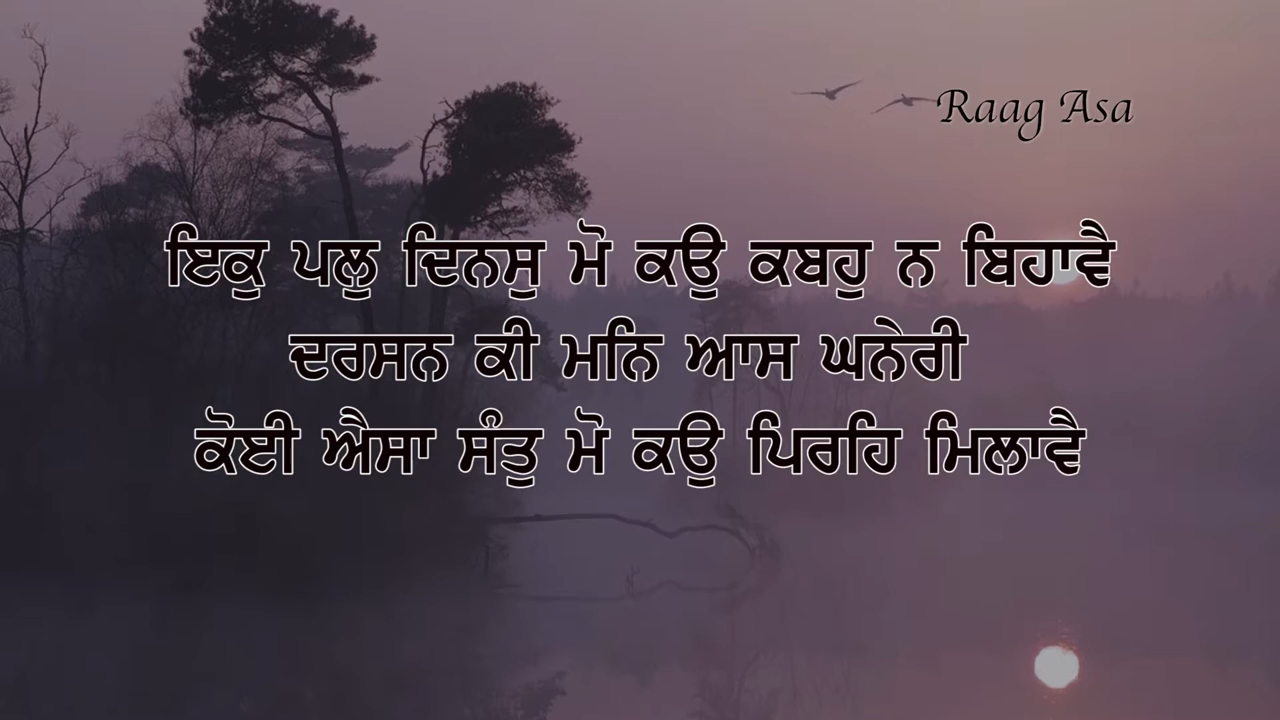 Raag Asa
ਇਕੁ ਪਲੁ ਦਿਨਸੁ ਮੋ ਕਉ ਕਬਹੁ ਨ ਬਿਹਾਵੈ
ਦਰਸਨ ਕੀ ਮਨਿ ਆਸ ਘਨੇਰੀ
ਕੋਈ ਐਸਾ ਸੰਤੁ ਮੋ ਕਉ ਪਿਰਹਿ ਮਿਲਾਵੈ